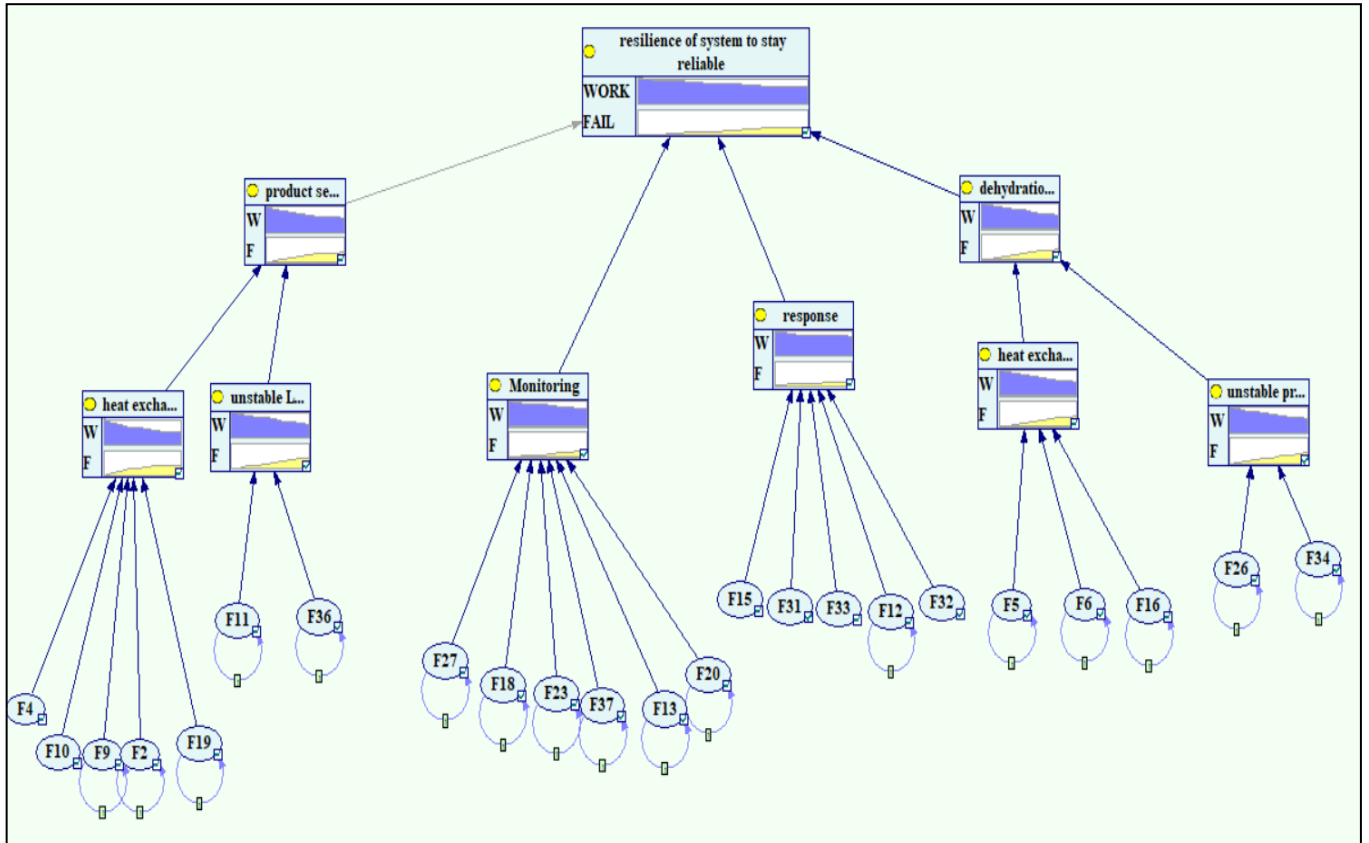 resilience of system to stay
reliable
WORK
FAIL
product se...
W
F
dehydratio...
W
F
response
W
F
heat excha...
W
F
Monitoring
W
F
heat excha...
W
F
unstable L...
W
F
unstable pr...
W
F
F26
F34
F15
F31
F33
F12
F32
F5
F6
F16
F11
F36
F27
F18
F23
F37
F13
F20
F4
F10
F9
F2
F19